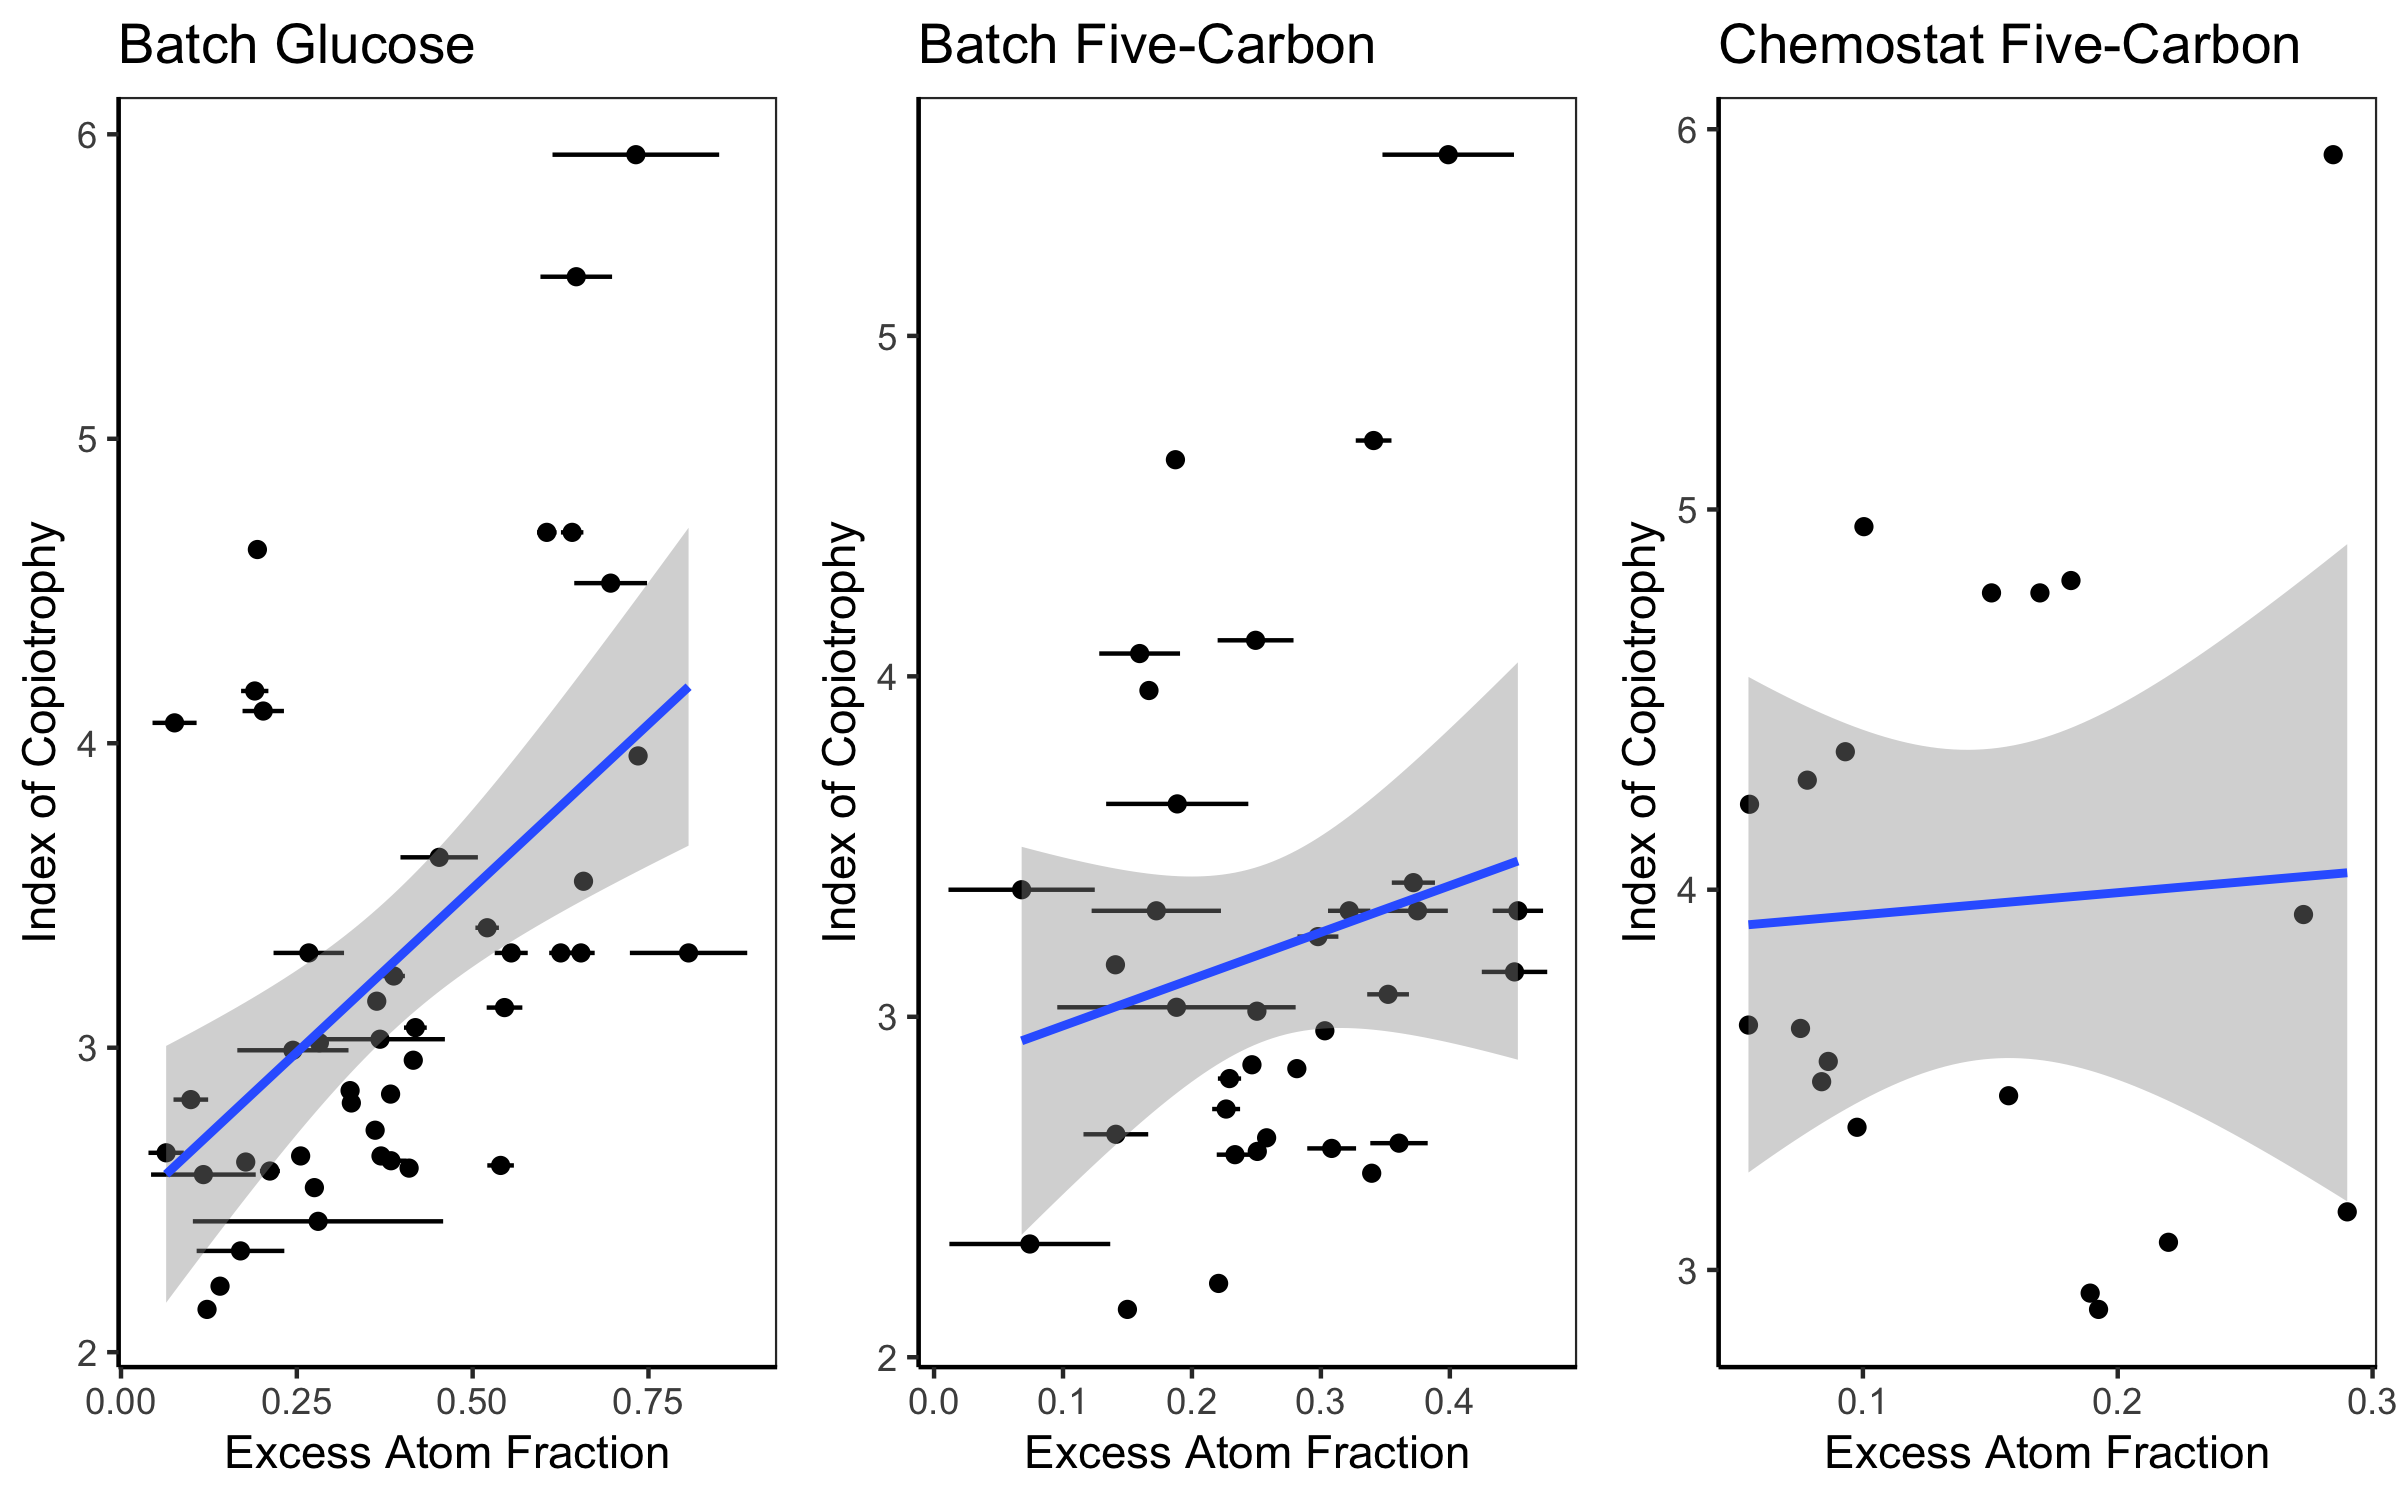 Batch Glucose
Index of Copiotrophy
6
5
4
3
2
0.00 0.25 0.50 0.75
Excess Atom Fraction
Batch Five-Carbon
Index of Copiotrophy
5
4
3
2
0.0 0.1 0.2 0.3 0.4
Excess Atom Fraction
Chemostat Five-Carbon
Index of Copiotrophy
6
5
4
3
0.1 0.2 0.3
Excess Atom Fraction